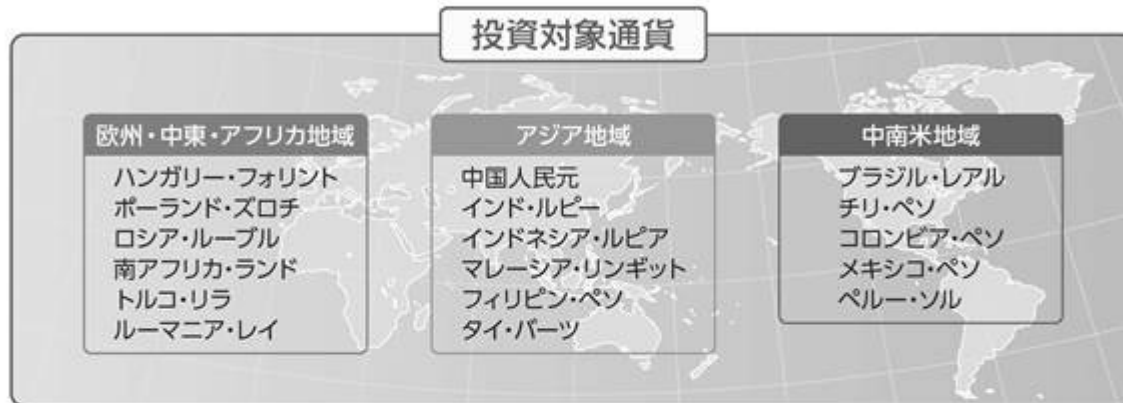 投資対象通貨
欧州・中東・アフリカ地域
ハンガリー・フォリント
ポーランド・ズロチ
ロシア・ルーブル
南アフリカ・ランド
トルコ・リラ
ルーマニア・レイ
アジア地域
中国人民元
インド・ルピー
インドネシア・ルピア
マレーシア・リンギット
フィリピン・ペソ
タイ・バーツ
中南米地域
ブラジル・レアル
チリ・ペソ
コロンビア・ペソ
メキシコ・ペソ
ペルー・ソル